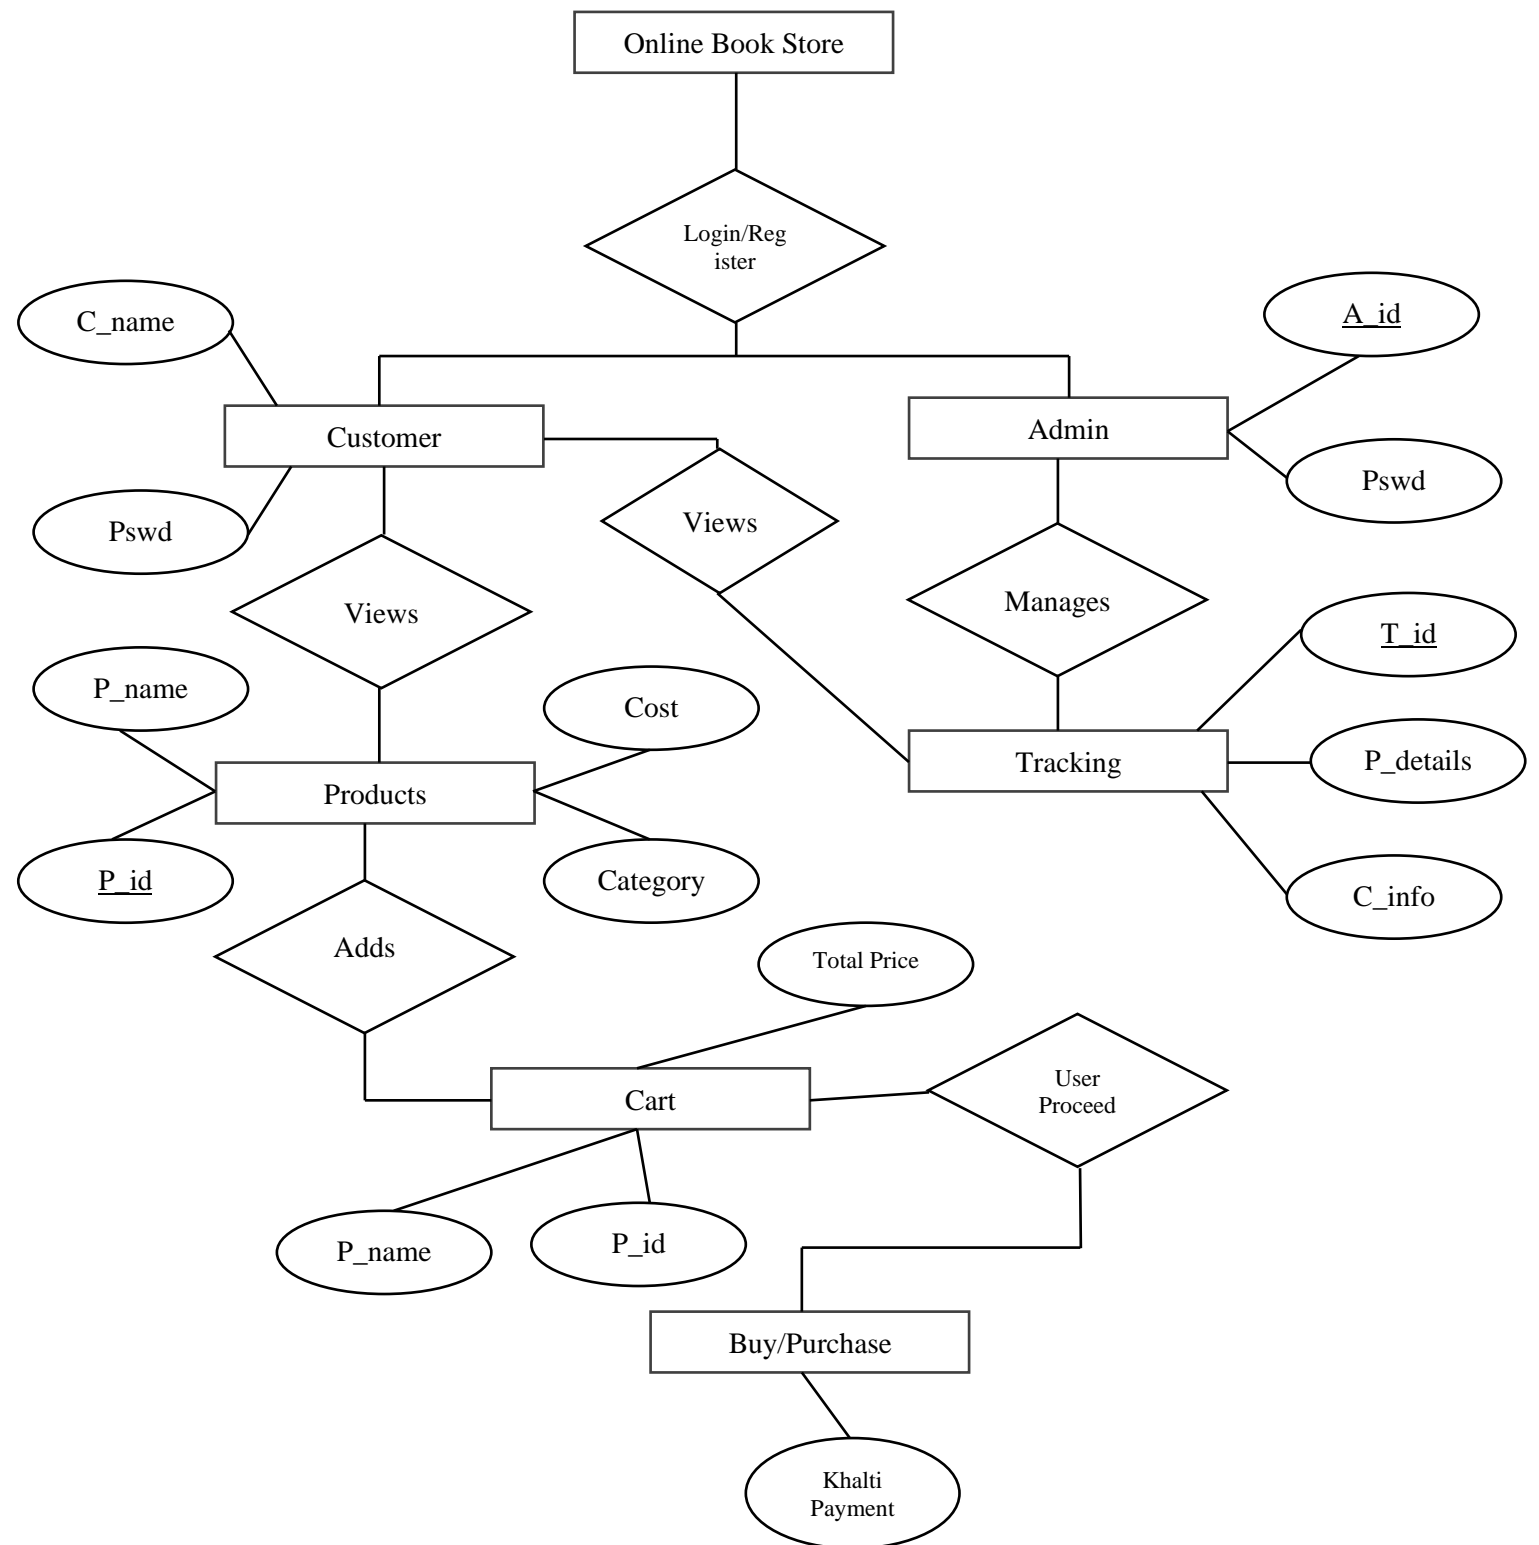 Online Book Store
Login/Reg
ister
C_name
A_id
Customer
Admin
Pswd
Views
Pswd
Views
Manages
T_id
P_name
Cost
Products
Tracking
P_details
P_id
Category
C_info
Adds
Total Price
Cart
User
Proceed
P_name
P_id
Buy/Purchase
Khalti
Payment